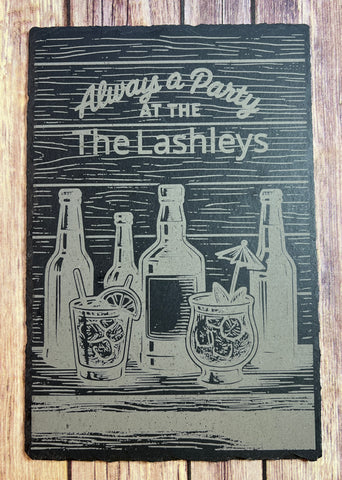 Always a Party
AT THE
The Lashleys